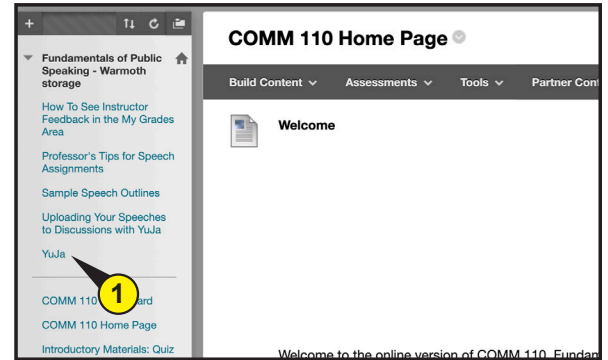 Fundamentals of Public
Speaking - Warmoth
storage
How To See Instructor
Feedback in the My Grades
Area
Professor's Tips for Speech
Assignments
Sample Speech Outlines
Uploading Your Speeches
to Discussions with YuJa
YuJa
1
COMM 110
COMM 110 Home Page
Introductory Materials: Quiz
COMM 110 Home Page
Build Content
Assessments
Tools
Partner
Welcome
Welcome to the online version of COMM 110